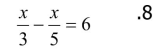 x/3 - x/5 = 6 .8